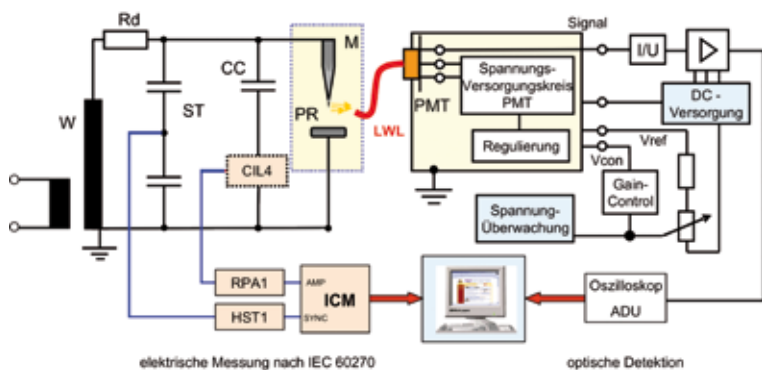 Rd
CC
M
ST
W
PR
CIL4
LWL
PMT
Spannungs-
Versorgungskreis
PMT
Regulierung
Signal
I/U
DC -
Versorgung
Vref
Vcon
Gain-
Control
Spannung-
Überwachung
RPA1
HST1
AMP
ICM
SYNC
Oszilloskop
ADU
elektrische Messung nach IEC 60270
optische Detektion